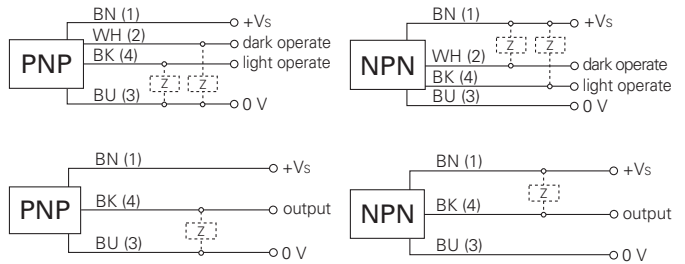 BN (1) +Vs
WH (2) dark operate
PNP BK (4) light operate
Z Z
BU (3) 0 V
BN (1) +Vs
Z Z
WH (2) dark operate
NPN BK (4) light operate
BU (3) 0 V
BN (1) +Vs
PNP BK (4) output
Z
BU (3) 0 V
BN (1) +Vs
Z
NPN BK (4) output
BU (3) 0 V